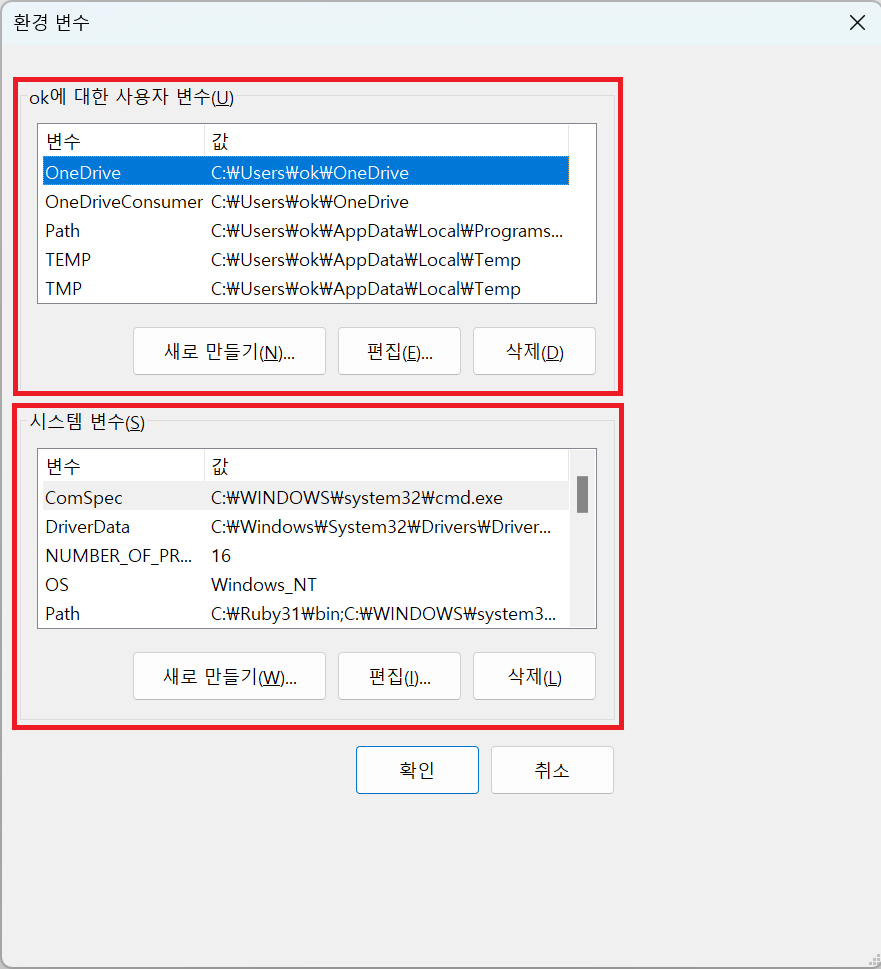 환경 변수
ok에 대한 사용자 변수(U)
변수 값
OneDrive C:₩Users₩ok₩OneDrive
OneDriveConsumer C:₩Users₩ok₩OneDrive
Path C:₩Users₩ok₩AppData₩Local₩Programs...
TEMP C:₩Users₩ok₩AppData₩Local₩Temp
TMP C:₩Users₩ok₩AppData₩Local₩Temp
새로 만들기(N)... 편집(E)... 삭제(D)
시스템 변수(S)
변수 값
ComSpec C:₩WINDOWS₩system32₩cmd.exe
DriverData C:₩Windows₩System32₩Drivers₩Driver...
NUMBER_OF_PR... 16
OS Windows_NT
Path C:₩Ruby31₩bin;C:₩WINDOWS₩system3...
새로 만들기(W)... 편집(I)... 삭제(L)
확인 취소